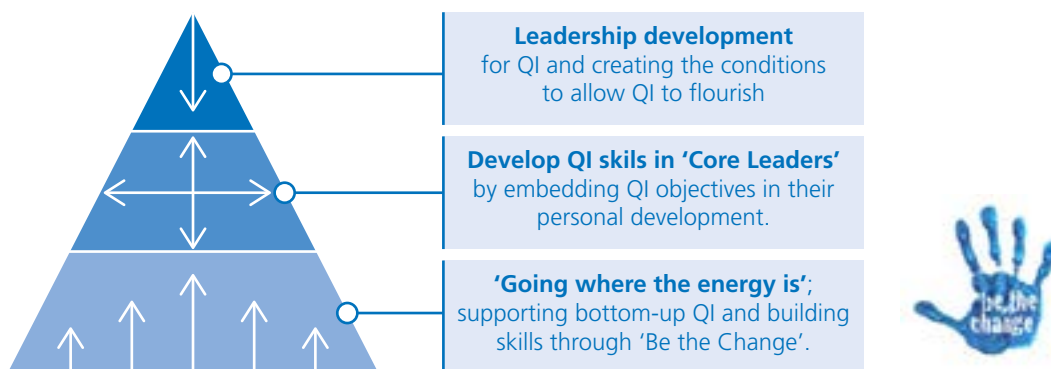 Leadership development
for QI and creating the conditions
to allow QI to flourish
Develop QI skils in ‘Core Leaders’
by embedding QI objectives in their
personal development.
‘Going where the energy is’;
supporting bottom-up QI and building
skills through ‘Be the Change’.
be the
change